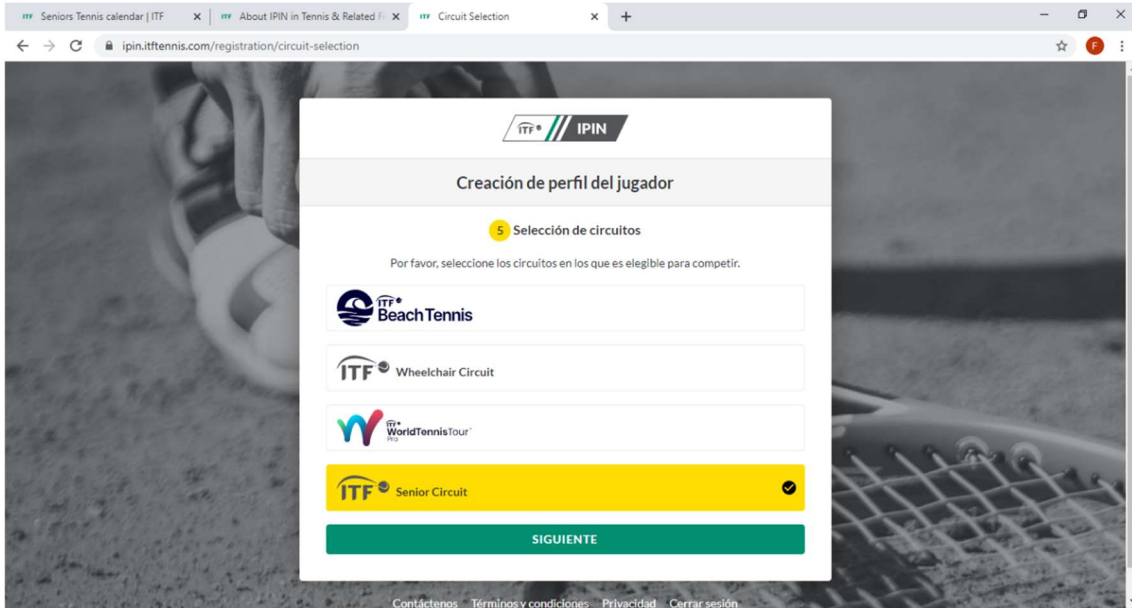 Seniors Tennis calendar | ITF
About IPIN in Tennis & Related F
Circuit Selection
ipin.itftennis.com/registration/circuit-selection
F
ITF IPIN
Creación de perfil del jugador
5 Selección de circuitos
Por favor, seleccione los circuitos en los que es elegible para competir.
ITF
Beach Tennis
ITF Wheelchair Circuit
ITF
WorldTennisTour
Pro
ITF Senior Circuit
SIGUIENTE
Contáctenos Términos y condiciones Privacidad Cerrar sesión